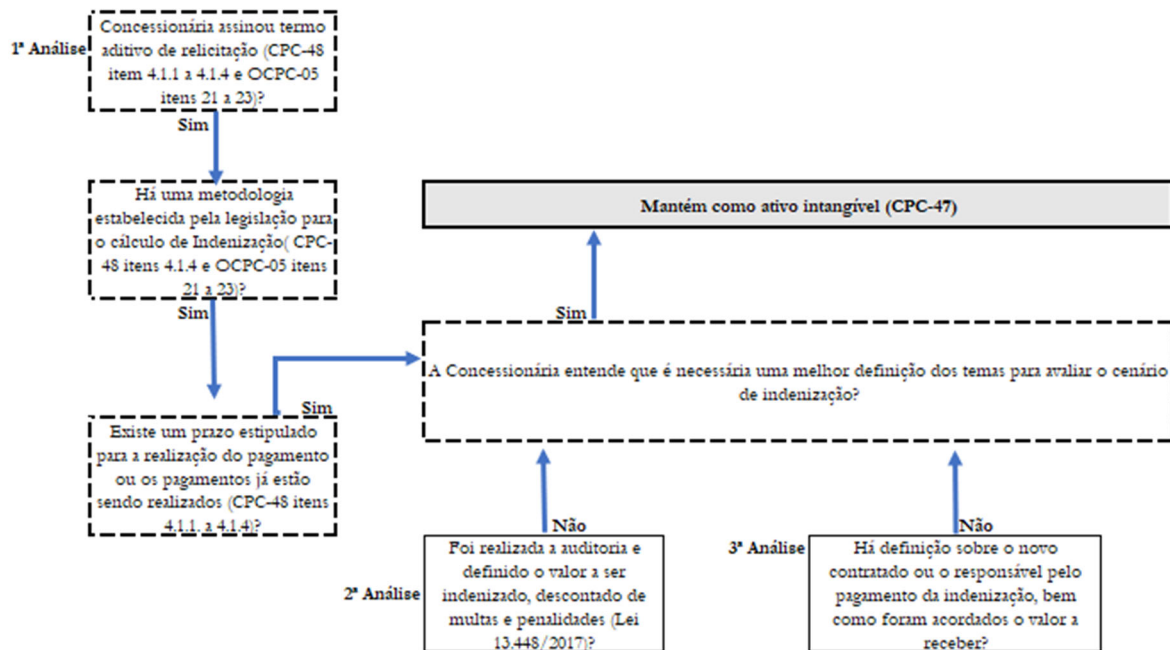 1ª Análise
Concessionária assinou termo
aditivo de relicitação (CPC-48
item 4.1.1 a 4.1.4 e OCPC-05
itens 21 a 23)?
Sim
Há uma metodologia
estabelecida pela legislação para
o cálculo de Indenização( CPC-
48 itens 4.1.4 e OCPC-05 itens
21 a 23)?
Sim
Existe um prazo estipulado
para a realização do pagamento
ou os pagamentos já estão
sendo realizados (CPC-48 itens
4.1.1. a 4.1.4)?
Sim
Mantém como ativo intangível (CPC-47)
Sim
A Concessionária entende que é necessária uma melhor definição dos temas para avaliar o cenário
de indenização?
Não
2ª Análise
Foi realizada a auditoria e
definido o valor a ser
indenizado, descontado de
multas e penalidades (Lei
13.448/2017)?
Não
3ª Análise
Há definição sobre o novo
contratado ou o responsável pelo
pagamento da indenização, bem
como foram acordados o valor a
receber?